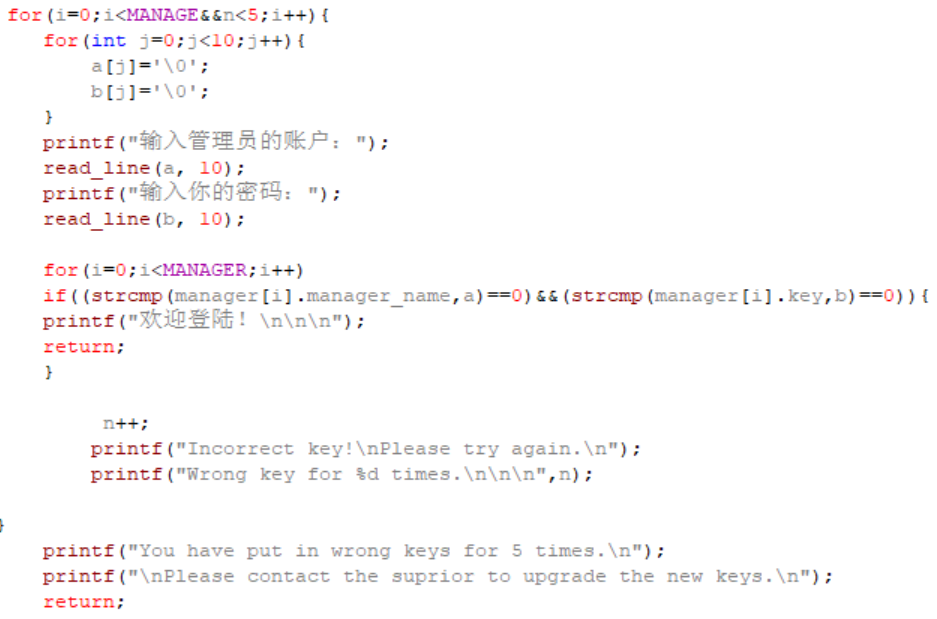 for(i=0;i<MANAGE&&n<5;i++){
for(int j=0;j<10;j++){
a[j]='\0';
b[j]='\0';
}
printf("输入管理员的账户：");
read_line(a, 10);
printf("输入你的密码：");
read_line(b, 10);
for(i=0;i<MANAGER;i++)
if((strcmp(manager[i].manager_name,a)==0)&&(strcmp(manager[i].key,b)==0)){
printf("欢迎登陆！\n\n\n");
return;
}
n++;
printf("Incorrect key!\nPlease try again.\n");
printf("Wrong key for %d times.\n\n\n",n);
}
printf("You have put in wrong keys for 5 times.\n");
printf("\nPlease contact the suprior to upgrade the new keys.\n");
return;